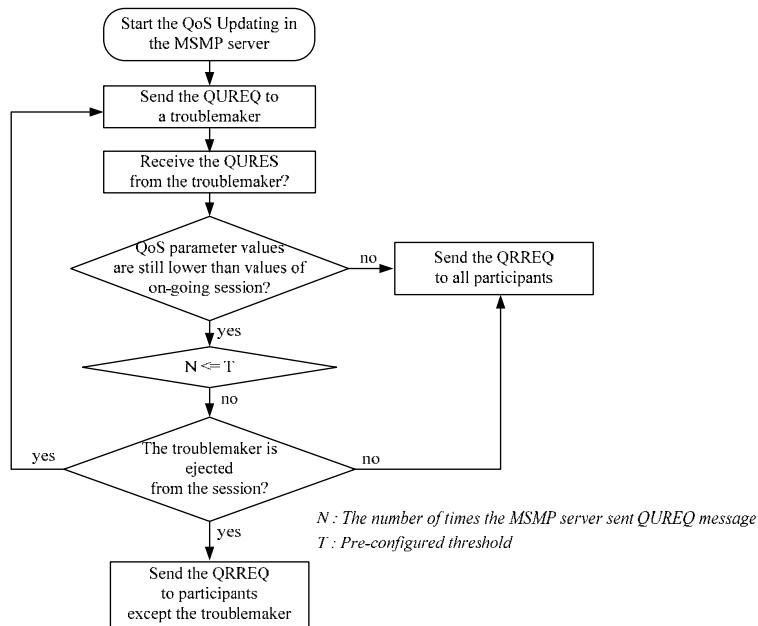 Start the QoS Updating in
the MSMP server
Send the QUREQ to
a troublemaker
Receive the QURES
from the troublemaker?
QoS parameter values
are still lower than values of
on-going session?
no
Send the QRREQ
to all participants
yes
N <= T
no
The troublemaker is
ejected
from the session?
yes
no
yes
N : The number of times the MSMP server sent QUREQ message
T : Pre-configured threshold
Send the QRREQ
to participants
except the troublemaker